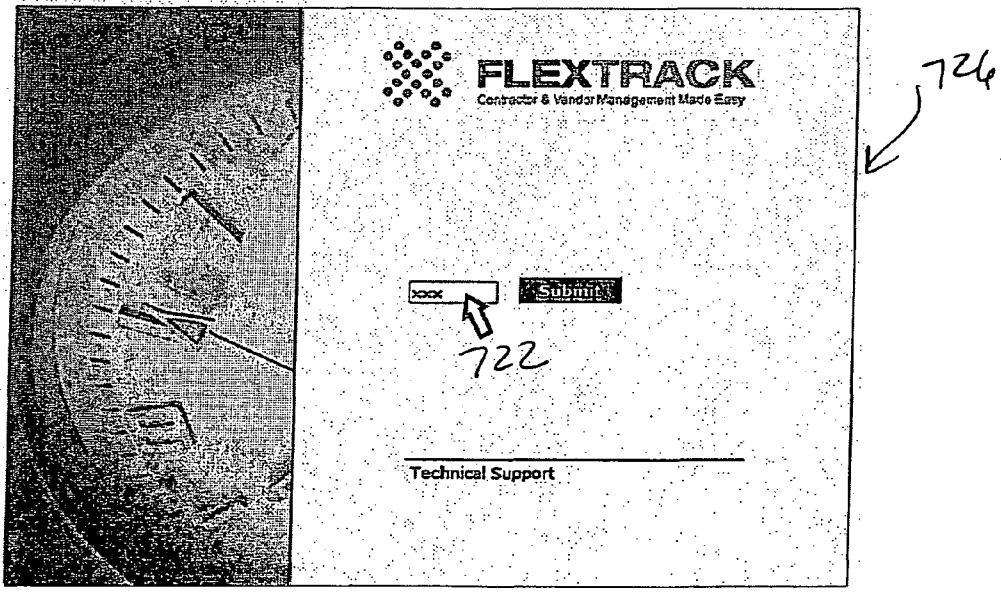 FLEXTRACK
Contractor & Vendor Management Made Easy
726
xxx Submit
722
Technical Support